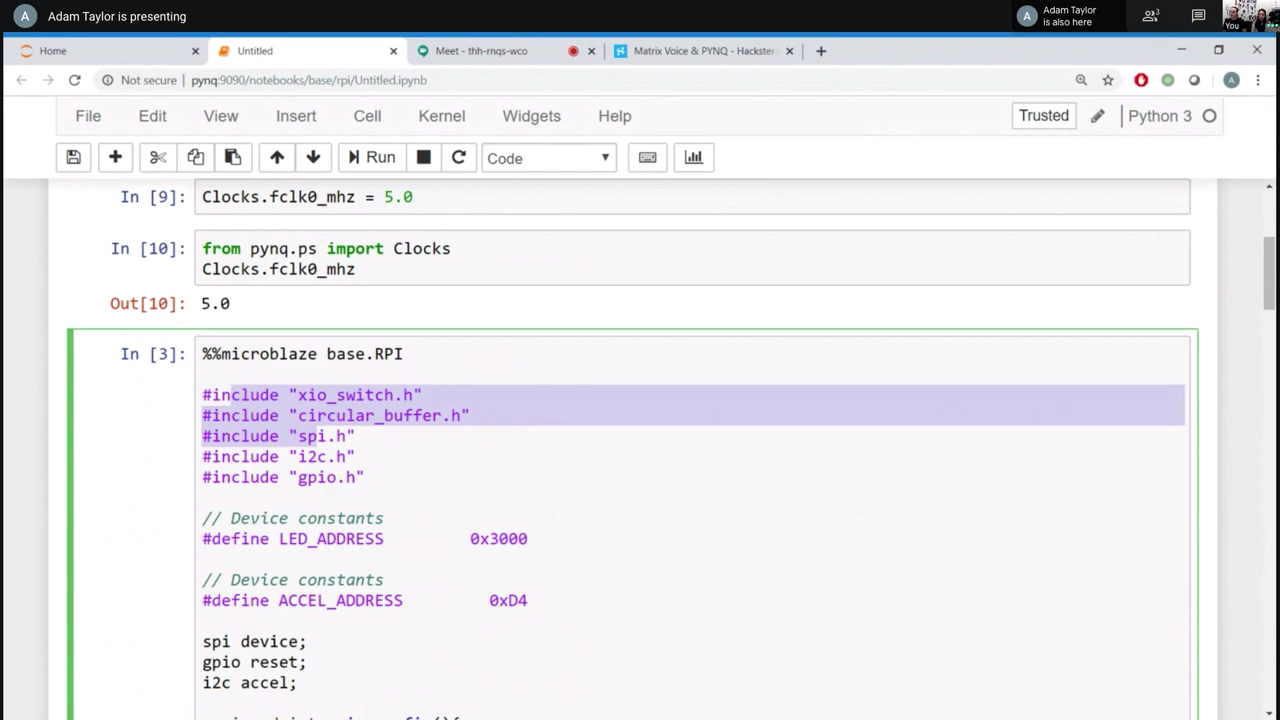 A Adam Taylor is presenting
A Adam Taylor is also here
3
You
Home
Untitled
Meet - thh-rnqs-wco
Matrix Voice & PYNQ - Hackster.
Not secure | pynq:9090/notebooks/base/rpi/Untitled.ipynb
A
File Edit View Insert Cell Kernel Widgets Help
Trusted
Python 3
Run
Code
In [9]: Clocks.fclk0_mhz = 5.0
In [10]: from pynq.ps import Clocks
Clocks.fclk0_mhz
Out[10]: 5.0
In [3]: %%microblaze base.RPI
#include "xio_switch.h"
#include "circular_buffer.h"
#include "spi.h"
#include "i2c.h"
#include "gpio.h"
// Device constants
#define LED_ADDRESS 0x3000
// Device constants
#define ACCEL_ADDRESS 0xD4
spi device;
gpio reset;
i2c accel;